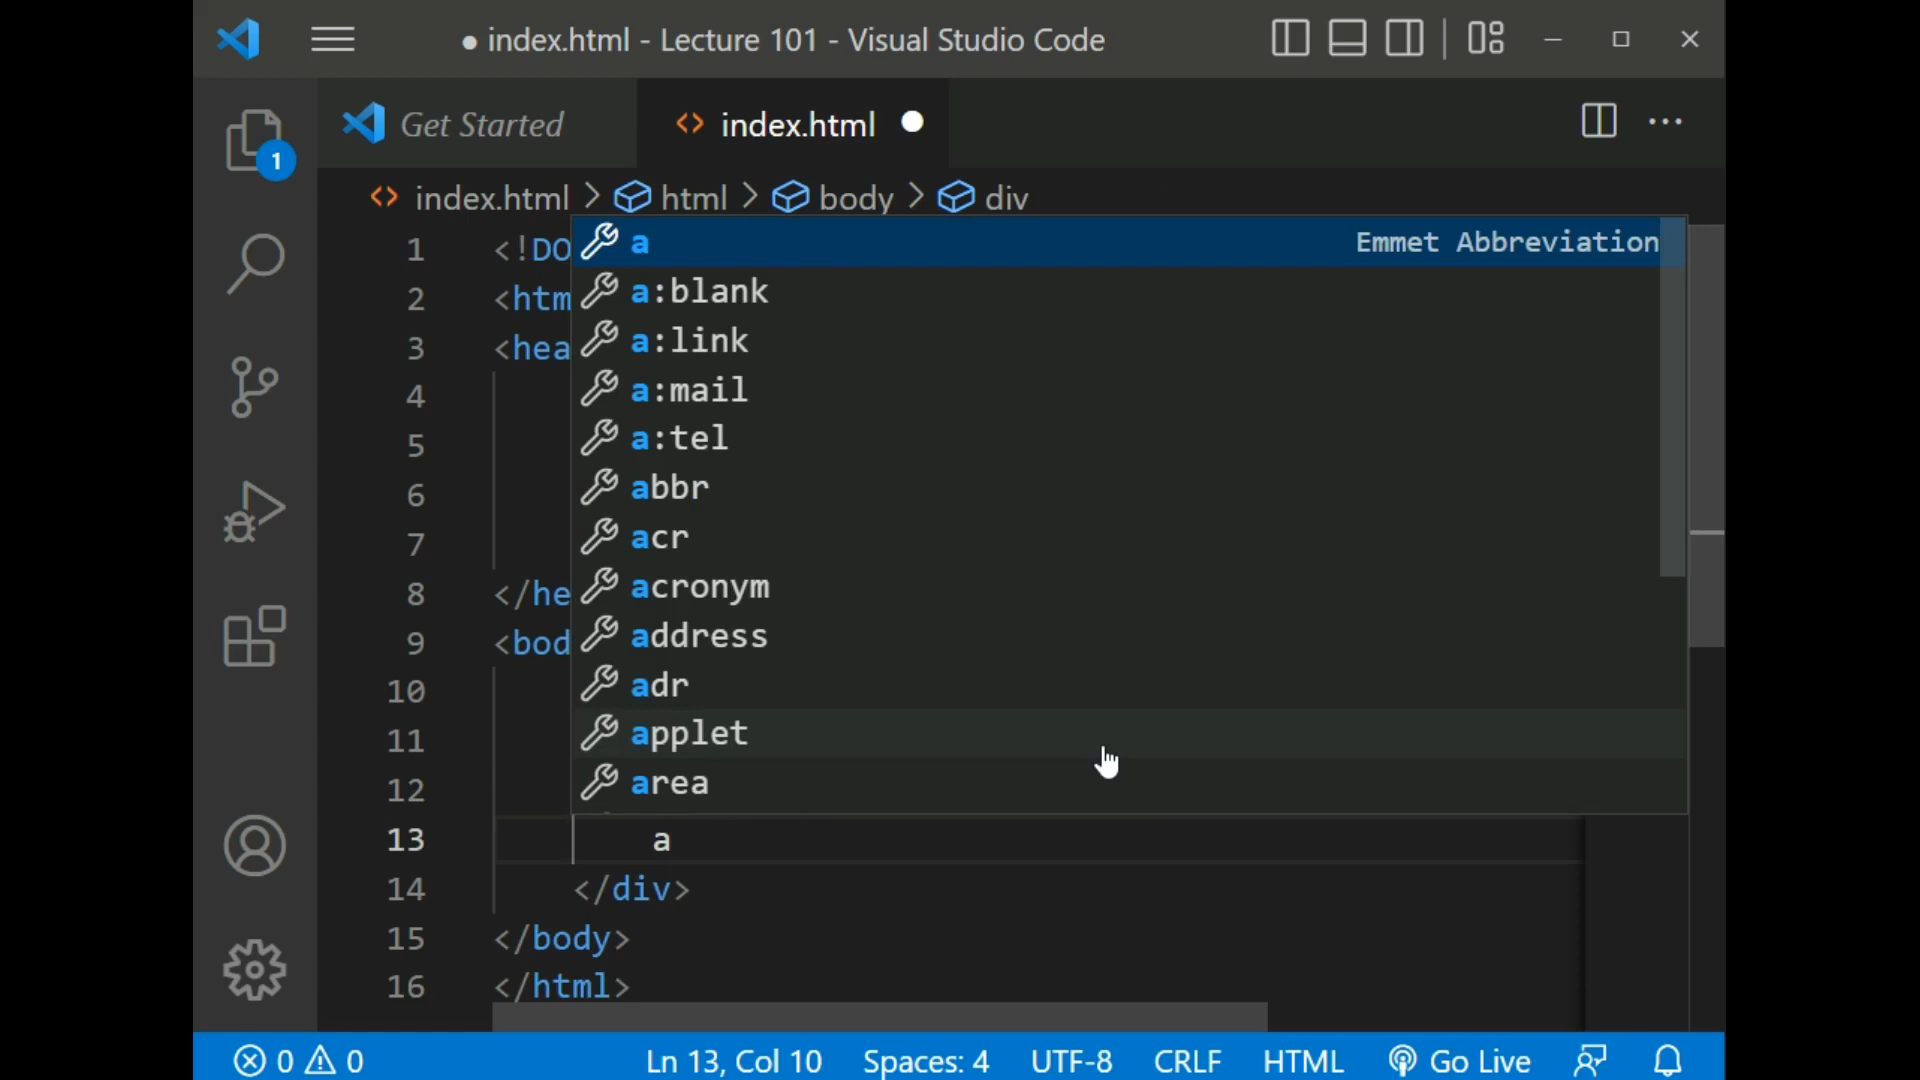 ● index.html - Lecture 101 - Visual Studio Code
Get Started
<> index.html ●
1
<> index.html > html > body > div
1 <!DO
a Emmet Abbreviation
a:blank
2 <htm
a:link
3 <hea
a:mail
4
a:tel
5
abbr
6
acr
7
acronym
8 </he
address
9 <bod
adr
10
applet
11
area
12
13 a
14 </div>
15 </body>
16 </html>
0 0 Ln 13, Col 10 Spaces: 4 UTF-8 CRLF HTML Go Live